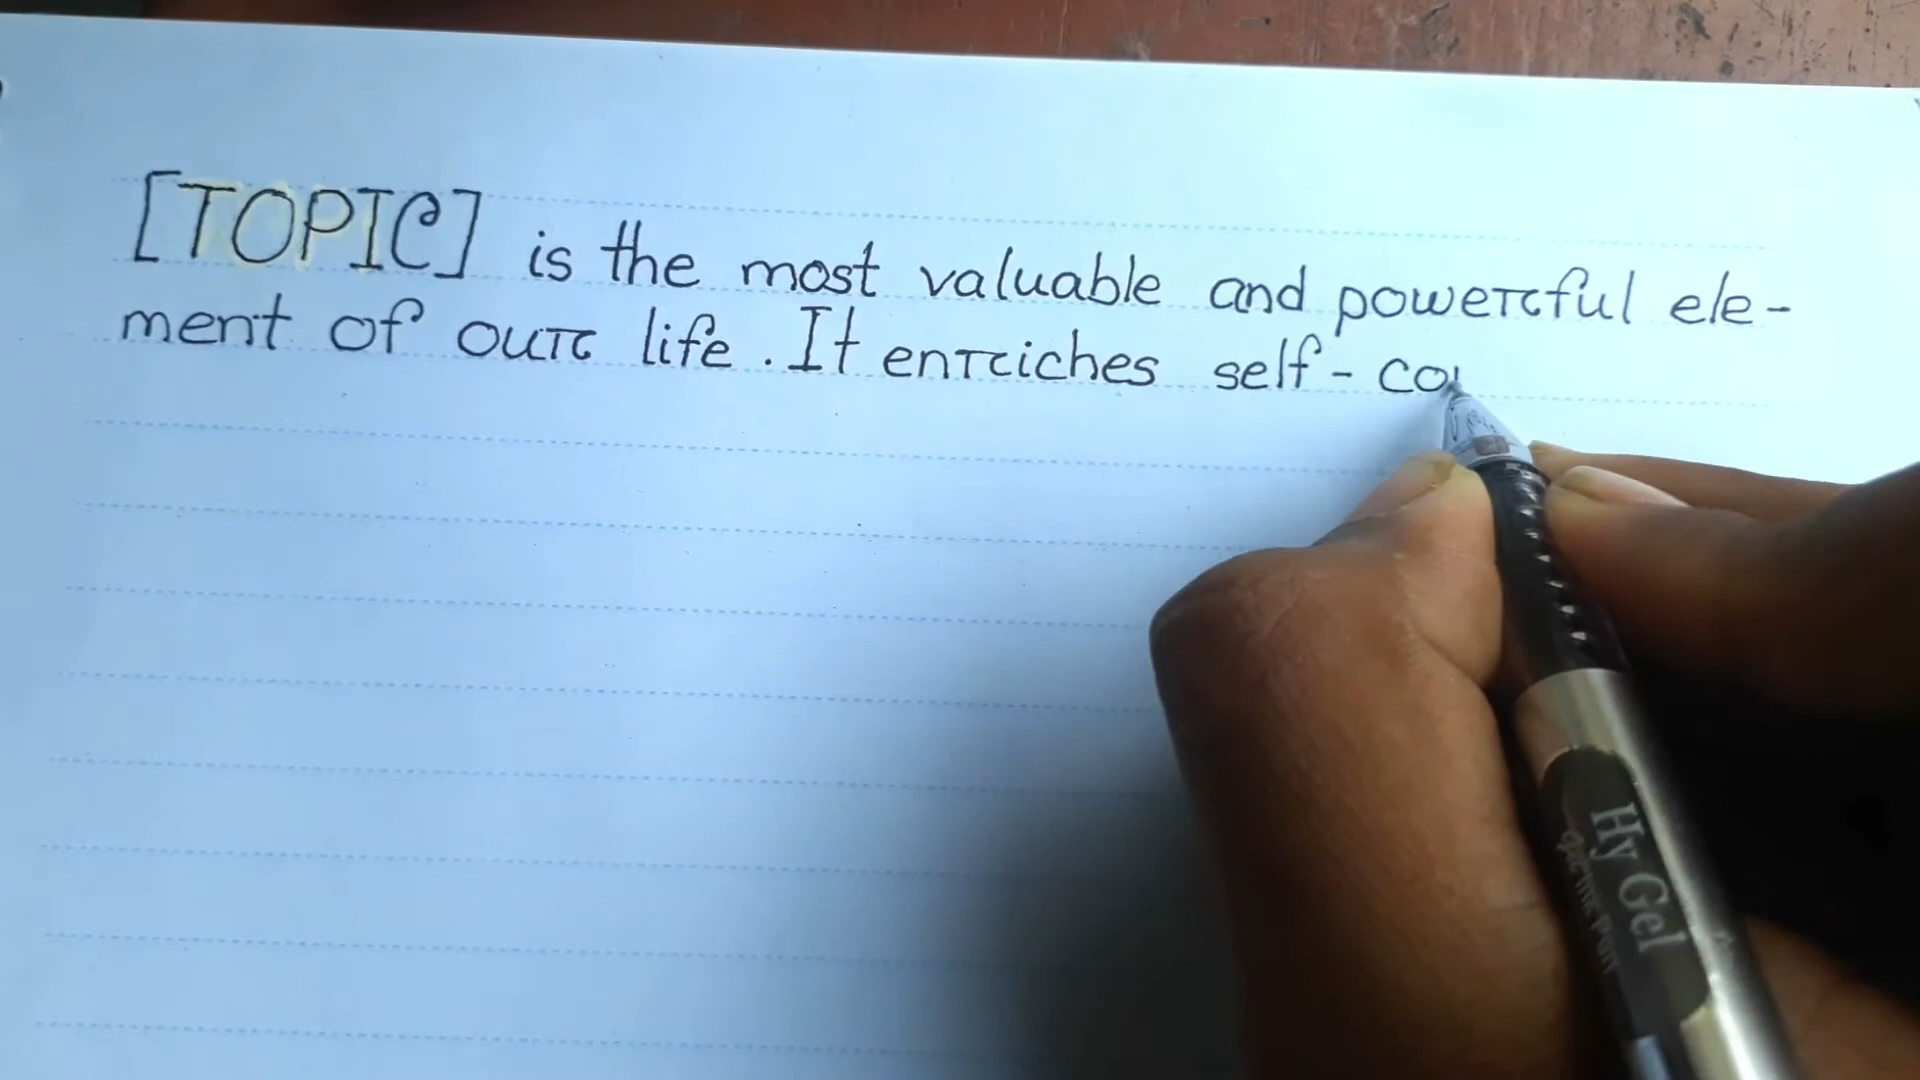 [TOPIC] is the most valuable and powerful ele-
ment of our life. It enriches self-co
Hy Gel